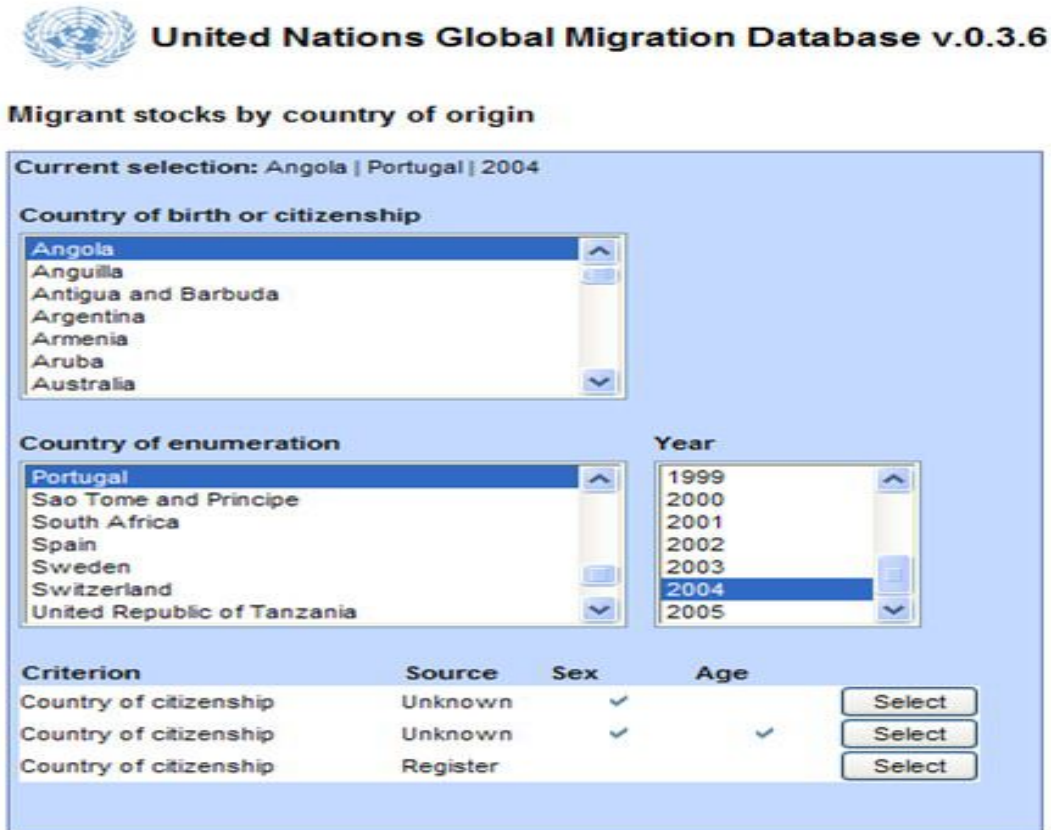 United Nations Global Migration Database v.0.3.6
Migrant stocks by country of origin
Current selection: Angola | Portugal | 2004
Country of birth or citizenship
Angola
Anguilla
Antigua and Barbuda
Argentina
Armenia
Aruba
Australia
Country of enumeration
Portugal
Sao Tome and Principe
South Africa
Spain
Sweden
Switzerland
United Republic of Tanzania
Year
1999
2000
2001
2002
2003
2004
2005
Criterion Source Sex Age
Country of citizenship Unknown Select
Country of citizenship Unknown Select
Country of citizenship Register Select